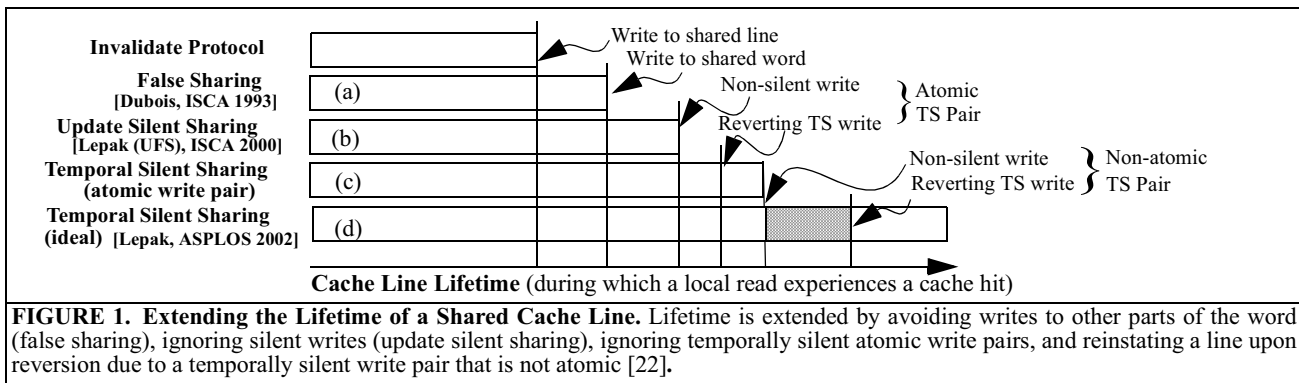 Invalidate Protocol
Write to shared line
Write to shared word
False Sharing
[Dubois, ISCA 1993]
(a)
Non-silent write
Atomic
TS Pair
Update Silent Sharing
[Lepak (UFS), ISCA 2000]
(b)
Reverting TS write
Temporal Silent Sharing
(atomic write pair)
(c)
Non-silent write
Reverting TS write
Non-atomic
TS Pair
Temporal Silent Sharing
(ideal) [Lepak, ASPLOS 2002]
(d)
Cache Line Lifetime (during which a local read experiences a cache hit)
FIGURE 1. Extending the Lifetime of a Shared Cache Line. Lifetime is extended by avoiding writes to other parts of the word
(false sharing), ignoring silent writes (update silent sharing), ignoring temporally silent atomic write pairs, and reinstating a line upon
reversion due to a temporally silent write pair that is not atomic [22].